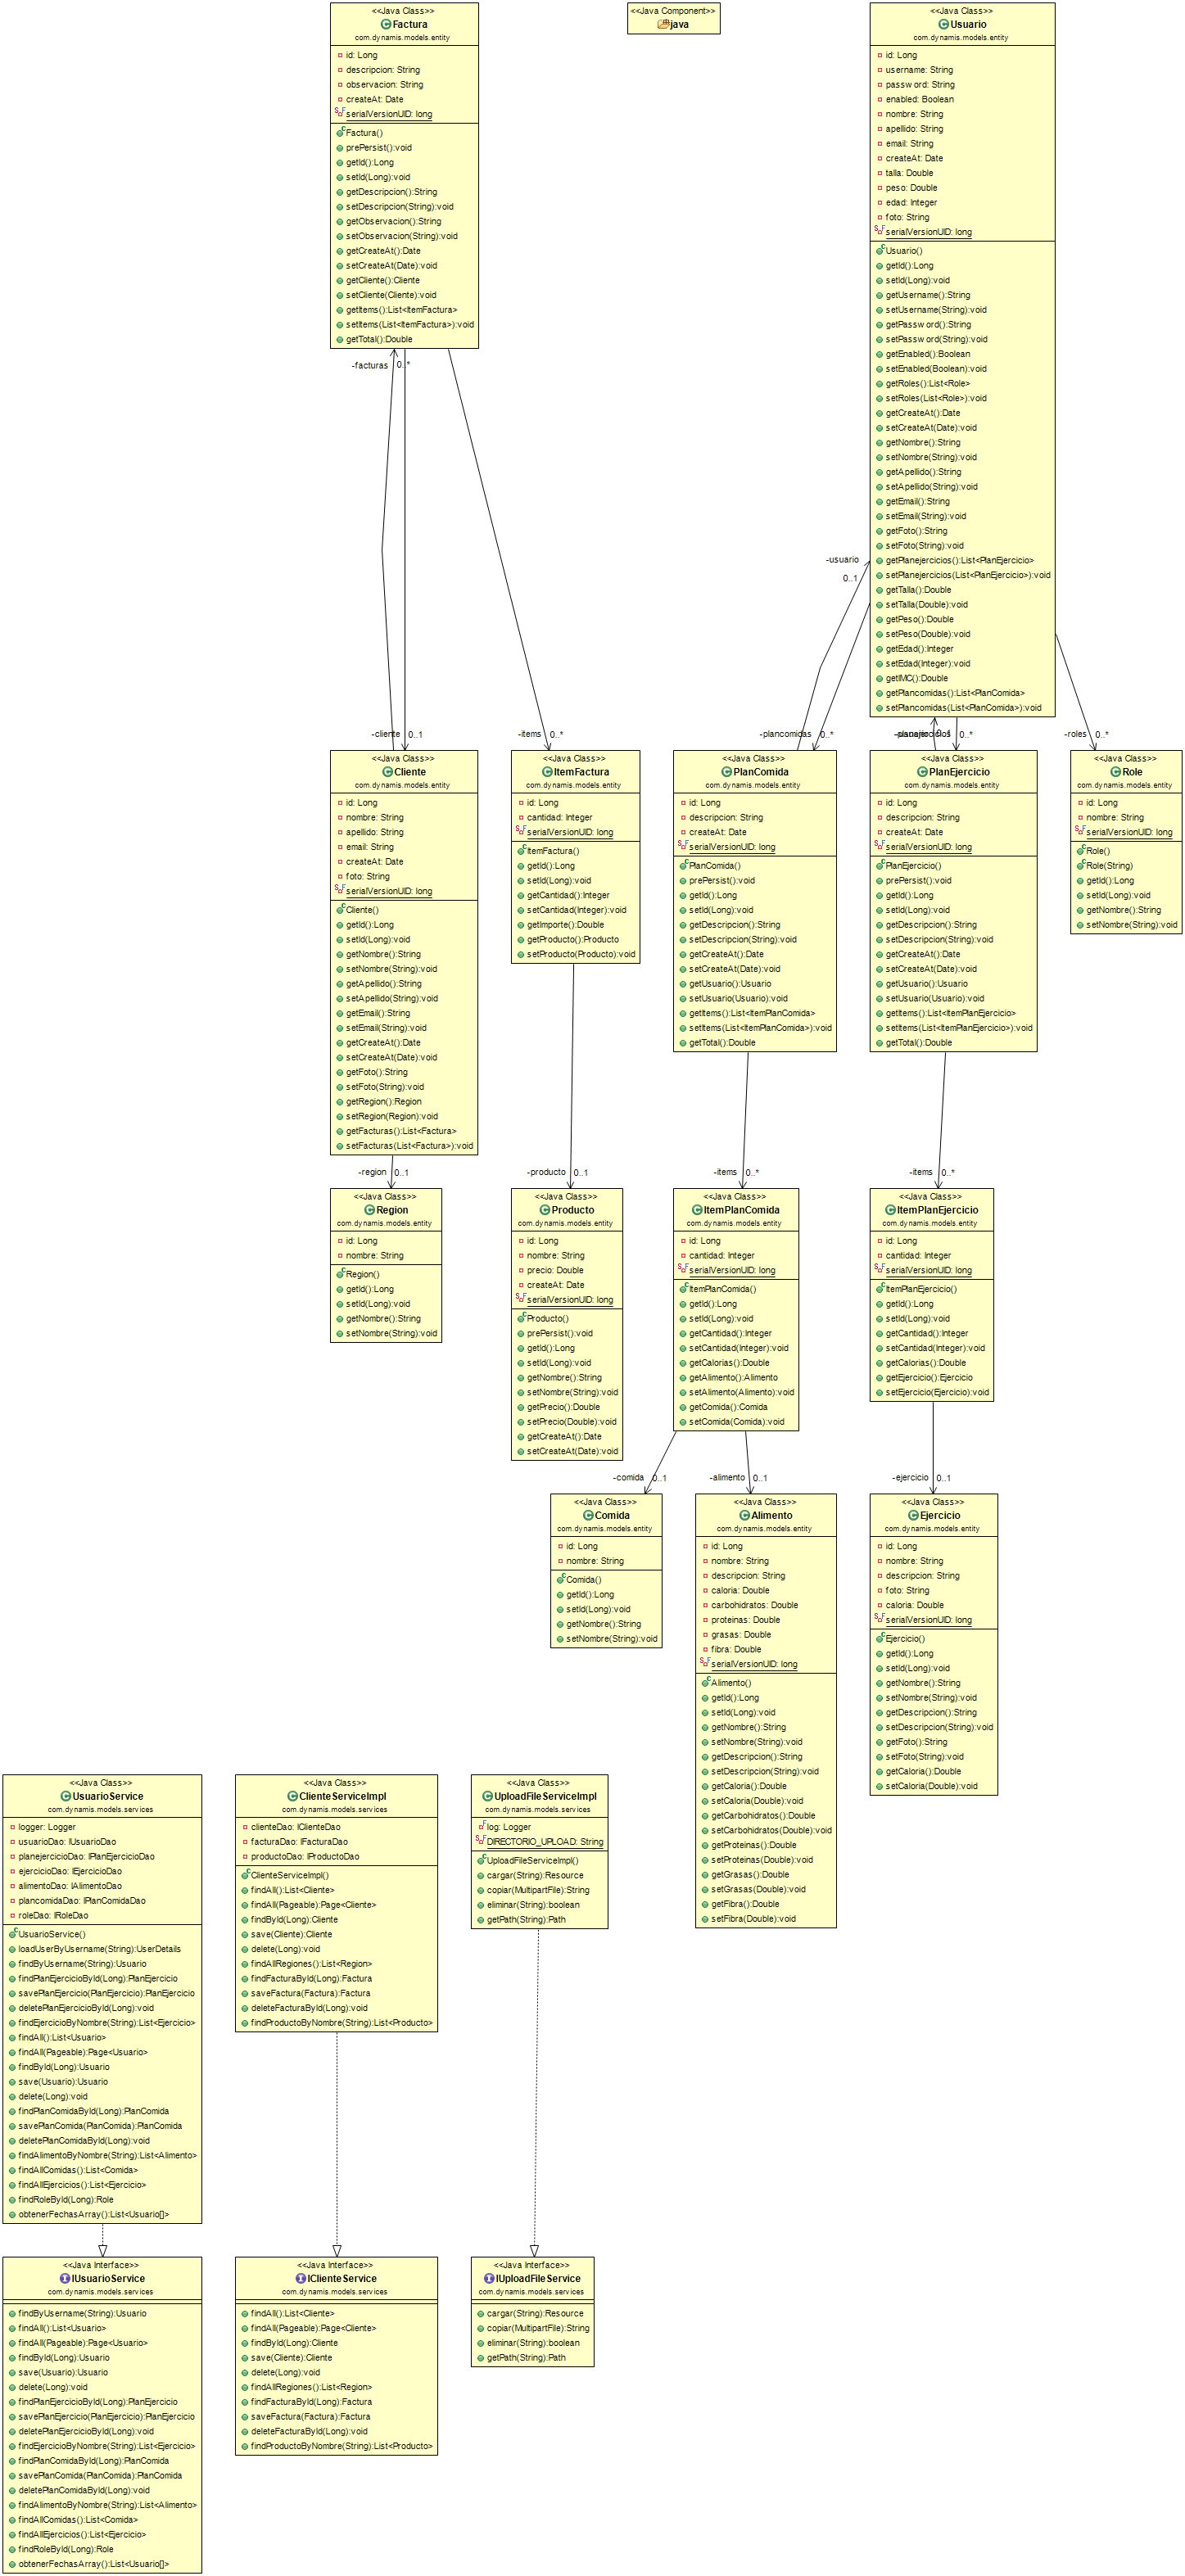 <<Java Class>>
Factura
com.dynamis.models.entity
id: Long
descripcion: String
observacion: String
createAt: Date
serialVersionUID: long
Factura()
prePersist():void
getId():Long
setId(Long):void
getDescripcion():String
setDescripcion(String):void
getObservacion():String
setObservacion(String):void
getCreateAt():Date
setCreateAt(Date):void
getCliente():Cliente
setCliente(Cliente):void
getItems():List<ItemFactura>
setItems(List<ItemFactura>):void
getTotal():Double
<<Java Component>>
java
<<Java Class>>
Usuario
com.dynamis.models.entity
id: Long
username: String
password: String
enabled: Boolean
nombre: String
apellido: String
email: String
createAt: Date
talla: Double
peso: Double
edad: Integer
foto: String
serialVersionUID: long
Usuario()
getId():Long
setId(Long):void
getUsername():String
setUsername(String):void
getPassword():String
setPassword(String):void
getEnabled():Boolean
setEnabled(Boolean):void
getRoles():List<Role>
setRoles(List<Role>):void
getCreateAt():Date
setCreateAt(Date):void
getNombre():String
setNombre(String):void
getApellido():String
setApellido(String):void
getEmail():String
setEmail(String):void
getFoto():String
setFoto(String):void
getPlanejercicios():List<PlanEjercicio>
setPlanejercicios(List<PlanEjercicio>):void
getTalla():Double
setTalla(Double):void
getPeso():Double
setPeso(Double):void
getEdad():Integer
setEdad(Integer):void
getIMC():Double
getPlancomidas():List<PlanComida>
setPlancomidas(List<PlanComida>):void
-facturas 0..*
-usuario
0..1
-cliente 0..1
-items 0..*
-plancomidas 0..*
0..*
-roles 0..*
<<Java Class>>
Cliente
com.dynamis.models.entity
id: Long
nombre: String
apellido: String
email: String
createAt: Date
foto: String
serialVersionUID: long
Cliente()
getId():Long
setId(Long):void
getNombre():String
setNombre(String):void
getApellido():String
setApellido(String):void
getEmail():String
setEmail(String):void
getCreateAt():Date
setCreateAt(Date):void
getFoto():String
setFoto(String):void
getRegion():Region
setRegion(Region):void
getFacturas():List<Factura>
setFacturas(List<Factura>):void
<<Java Class>>
ItemFactura
com.dynamis.models.entity
id: Long
cantidad: Integer
serialVersionUID: long
ItemFactura()
getId():Long
setId(Long):void
getCantidad():Integer
setCantidad(Integer):void
getImporte():Double
getProducto():Producto
setProducto(Producto):void
<<Java Class>>
PlanComida
com.dynamis.models.entity
id: Long
descripcion: String
createAt: Date
serialVersionUID: long
PlanComida()
prePersist():void
getId():Long
setId(Long):void
getDescripcion():String
setDescripcion(String):void
getCreateAt():Date
setCreateAt(Date):void
getUsuario():Usuario
setUsuario(Usuario):void
getItems():List<ItemPlanComida>
setItems(List<ItemPlanComida>):void
getTotal():Double
<<Java Class>>
PlanEjercicio
com.dynamis.models.entity
id: Long
descripcion: String
createAt: Date
serialVersionUID: long
PlanEjercicio()
prePersist():void
getId():Long
setId(Long):void
getDescripcion():String
setDescripcion(String):void
getCreateAt():Date
setCreateAt(Date):void
getUsuario():Usuario
setUsuario(Usuario):void
getItems():List<ItemPlanEjercicio>
setItems(List<ItemPlanEjercicio>):void
getTotal():Double
<<Java Class>>
Role
com.dynamis.models.entity
id: Long
nombre: String
serialVersionUID: long
Role()
Role(String)
getId():Long
setId(Long):void
getNombre():String
setNombre(String):void
-region 0..1
-producto 0..1
-items 0..*
-items 0..*
<<Java Class>>
Region
com.dynamis.models.entity
id: Long
nombre: String
Region()
getId():Long
setId(Long):void
getNombre():String
setNombre(String):void
<<Java Class>>
Producto
com.dynamis.models.entity
id: Long
nombre: String
precio: Double
createAt: Date
serialVersionUID: long
Producto()
prePersist():void
getId():Long
setId(Long):void
getNombre():String
setNombre(String):void
getPrecio():Double
setPrecio(Double):void
getCreateAt():Date
setCreateAt(Date):void
<<Java Class>>
ItemPlanComida
com.dynamis.models.entity
id: Long
cantidad: Integer
serialVersionUID: long
ItemPlanComida()
getId():Long
setId(Long):void
getCantidad():Integer
setCantidad(Integer):void
getCalorias():Double
getAlimento():Alimento
setAlimento(Alimento):void
getComida():Comida
setComida(Comida):void
<<Java Class>>
ItemPlanEjercicio
com.dynamis.models.entity
id: Long
cantidad: Integer
serialVersionUID: long
ItemPlanEjercicio()
getId():Long
setId(Long):void
getCantidad():Integer
setCantidad(Integer):void
getCalorias():Double
getEjercicio():Ejercicio
setEjercicio(Ejercicio):void
-comida 0..1
-alimento 0..1
-ejercicio 0..1
<<Java Class>>
Comida
com.dynamis.models.entity
id: Long
nombre: String
Comida()
getId():Long
setId(Long):void
getNombre():String
setNombre(String):void
<<Java Class>>
Alimento
com.dynamis.models.entity
id: Long
nombre: String
descripcion: String
caloria: Double
carbohidratos: Double
proteinas: Double
grasas: Double
fibra: Double
serialVersionUID: long
Alimento()
getId():Long
setId(Long):void
getNombre():String
setNombre(String):void
getDescripcion():String
setDescripcion(String):void
getCaloria():Double
setCaloria(Double):void
getCarbohidratos():Double
setCarbohidratos(Double):void
getProteinas():Double
setProteinas(Double):void
getGrasas():Double
setGrasas(Double):void
getFibra():Double
setFibra(Double):void
<<Java Class>>
Ejercicio
com.dynamis.models.entity
id: Long
nombre: String
descripcion: String
foto: String
caloria: Double
serialVersionUID: long
Ejercicio()
getId():Long
setId(Long):void
getNombre():String
setNombre(String):void
getDescripcion():String
setDescripcion(String):void
getFoto():String
setFoto(String):void
getCaloria():Double
setCaloria(Double):void
<<Java Class>>
UsuarioService
com.dynamis.models.services
logger: Logger
usuarioDao: IUsuarioDao
planejercicioDao: IPlanEjercicioDao
ejercicioDao: IEjercicioDao
alimentoDao: IAlimentoDao
plancomidaDao: IPlanComidaDao
roleDao: IRoleDao
UsuarioService()
loadUserByUsername(String):UserDetails
findByUsername(String):Usuario
findPlanEjercicioById(Long):PlanEjercicio
savePlanEjercicio(PlanEjercicio):PlanEjercicio
deletePlanEjercicioById(Long):void
findEjercicioByNombre(String):List<Ejercicio>
findAll():List<Usuario>
findAll(Pageable):Page<Usuario>
findById(Long):Usuario
save(Usuario):Usuario
delete(Long):void
findPlanComidaById(Long):PlanComida
savePlanComida(PlanComida):PlanComida
deletePlanComidaById(Long):void
findAlimentoByNombre(String):List<Alimento>
findAllComidas():List<Comida>
findAllEjercicios():List<Ejercicio>
findRoleById(Long):Role
obtenerFechasArray():List<Usuario[]>
<<Java Class>>
ClienteServiceImpl
com.dynamis.models.services
clienteDao: IClienteDao
facturaDao: IFacturaDao
productoDao: IProductoDao
ClienteServiceImpl()
findAll():List<Cliente>
findAll(Pageable):Page<Cliente>
findById(Long):Cliente
save(Cliente):Cliente
delete(Long):void
findAllRegiones():List<Region>
findFacturaById(Long):Factura
saveFactura(Factura):Factura
deleteFacturaById(Long):void
findProductoByNombre(String):List<Producto>
<<Java Class>>
UploadFileServiceImpl
com.dynamis.models.services
log: Logger
DIRECTORIO_UPLOAD: String
UploadFileServiceImpl()
cargar(String):Resource
copiar(MultipartFile):String
eliminar(String):boolean
getPath(String):Path
<<Java Interface>>
IUsuarioService
com.dynamis.models.services
findByUsername(String):Usuario
findAll():List<Usuario>
findAll(Pageable):Page<Usuario>
findById(Long):Usuario
save(Usuario):Usuario
delete(Long):void
findPlanEjercicioById(Long):PlanEjercicio
savePlanEjercicio(PlanEjercicio):PlanEjercicio
deletePlanEjercicioById(Long):void
findEjercicioByNombre(String):List<Ejercicio>
findPlanComidaById(Long):PlanComida
savePlanComida(PlanComida):PlanComida
deletePlanComidaById(Long):void
findAlimentoByNombre(String):List<Alimento>
findAllComidas():List<Comida>
findAllEjercicios():List<Ejercicio>
findRoleById(Long):Role
obtenerFechasArray():List<Usuario[]>
<<Java Interface>>
IClienteService
com.dynamis.models.services
findAll():List<Cliente>
findAll(Pageable):Page<Cliente>
findById(Long):Cliente
save(Cliente):Cliente
delete(Long):void
findAllRegiones():List<Region>
findFacturaById(Long):Factura
saveFactura(Factura):Factura
deleteFacturaById(Long):void
findProductoByNombre(String):List<Producto>
<<Java Interface>>
IUploadFileService
com.dynamis.models.services
cargar(String):Resource
copiar(MultipartFile):String
eliminar(String):boolean
getPath(String):Path